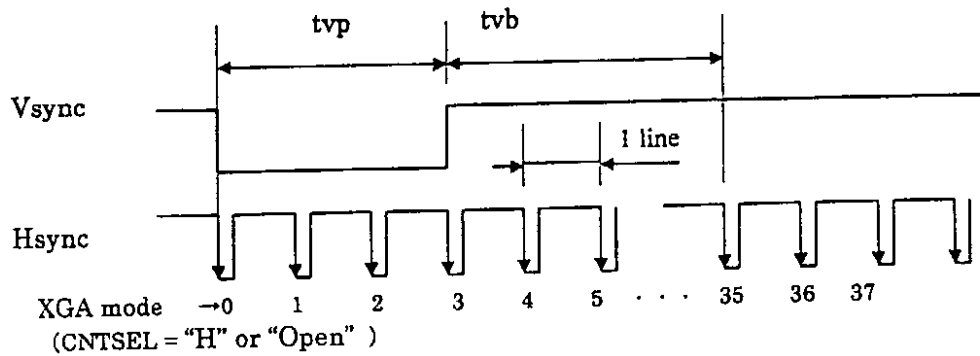 tvp tvb
Vsync
1 line
Hsync
XGA mode →0 1 2 3 4 5 · · · · 35 36 37
(CNTSEL = “H” or “Open” )